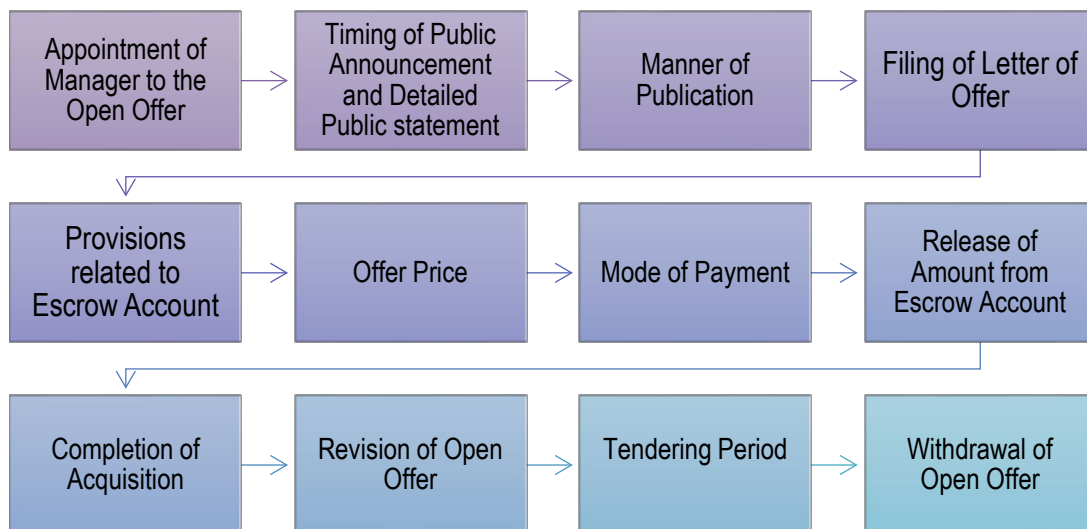 Appointment of
Manager to the
Open Offer
Timing of Public
Announcement
and Detailed
Public statement
Manner of
Publication
Filing of Letter of
Offer
Provisions
related to
Escrow Account
Offer Price
Mode of Payment
Release of
Amount from
Escrow Account
Completion of
Acquisition
Revision of Open
Offer
Tendering Period
Withdrawal of
Open Offer